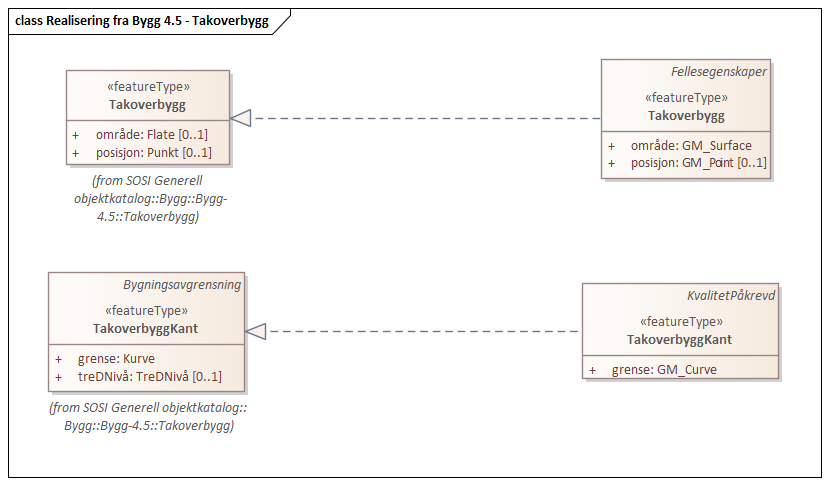 class Realisering fra Bygg 4.5 - Takoverbygg
«featureType»
Takoverbygg
+ område: Flate [0..1]
+ posisjon: Punkt [0..1]
(from SOSI Generell
objektkatalog::Bygg::Bygg-
4.5::Takoverbygg)
Fellesegenskaper
«featureType»
Takoverbygg
+ område: GM_Surface
+ posisjon: GM_Point [0..1]
Bygningsavgrensning
«featureType»
TakoverbyggKant
+ grense: Kurve
+ treDNivå: TreDNivå [0..1]
(from SOSI Generell objektkatalog::
Bygg::Bygg-4.5::Takoverbygg)
KvalitetPåkrevd
«featureType»
TakoverbyggKant
+ grense: GM_Curve